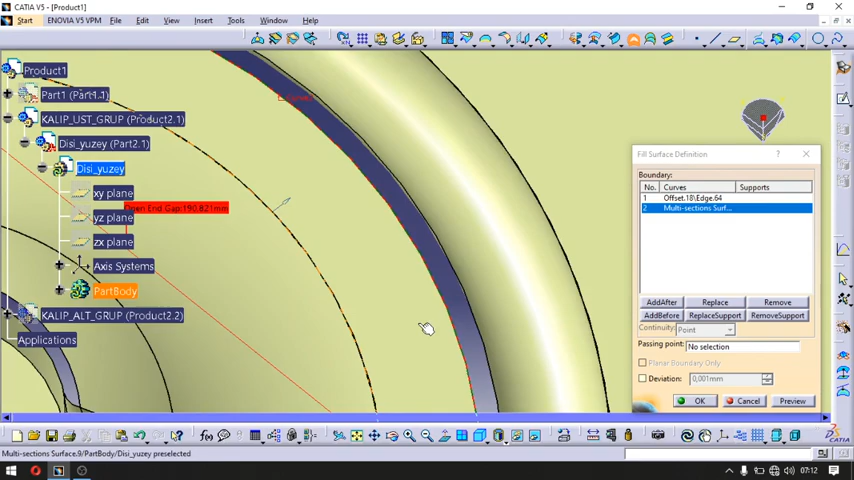 CATIA V5 - [Product1]
Start
ENOVIA V5 VPM
File
Edit
View
Insert
Tools
Window
Help
Product1
Part1 (Part1.1)
KALIP_UST_GRUP (Product2.1)
Disi_yuzey (Part2.1)
Disi_yuzey
xy plane
Open End Gap:190.821mm
yz plane
zx plane
Axis Systems
PartBody
KALIP_ALT_GRUP (Product2.2)
Applications
Fill Surface Definition
?
Boundary:
No. Curves Supports
1 Offset.18\Edge.64
2 Multi-sections Surf...
AddAfter Replace Remove
AddBefore ReplaceSupport RemoveSupport
Continuity: Point
Passing point: No selection
Planar Boundary Only
Deviation: 0,001mm
OK Cancel Preview
Multi-sections Surface.9/PartBody/Disi_yuzey preselected
07:12